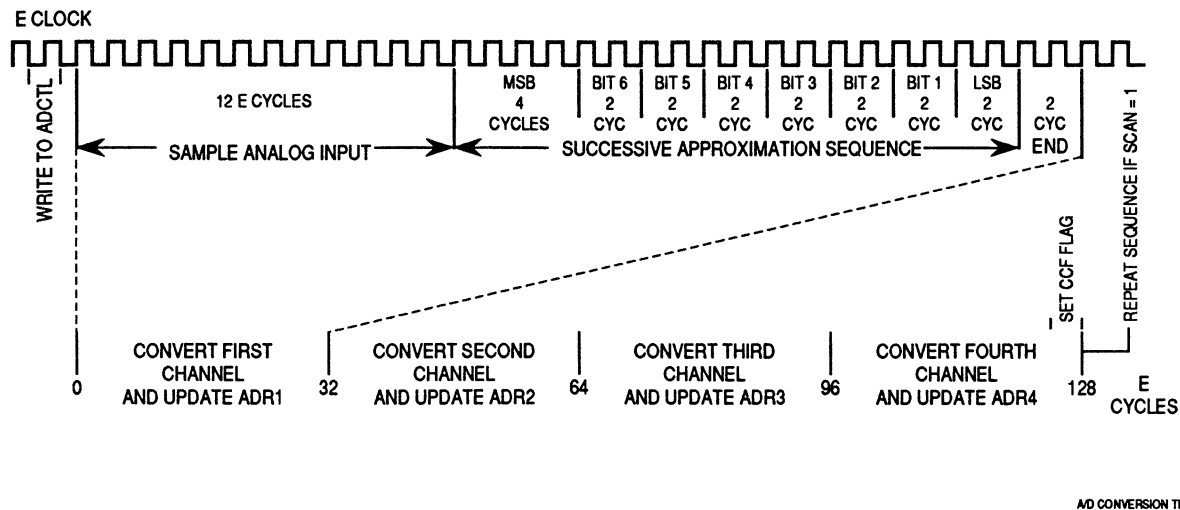 E CLOCK
WRITE TO ADCTL
12 E CYCLES
SAMPLE ANALOG INPUT
MSB
4
CYCLES
BIT 6
2
CYC
BIT 5
2
CYC
BIT 4
2
CYC
BIT 3
2
CYC
BIT 2
2
CYC
BIT 1
2
CYC
LSB
2
CYC
2
CYC
END
SUCCESSIVE APPROXIMATION SEQUENCE
REPEAT SEQUENCE IF SCAN = 1
SET CCF FLAG
CONVERT FIRST
CHANNEL
AND UPDATE ADR1
CONVERT SECOND
CHANNEL
AND UPDATE ADR2
CONVERT THIRD
CHANNEL
AND UPDATE ADR3
CONVERT FOURTH
CHANNEL
AND UPDATE ADR4
0
32
64
96
128
E
CYCLES
A/D CONVERSION